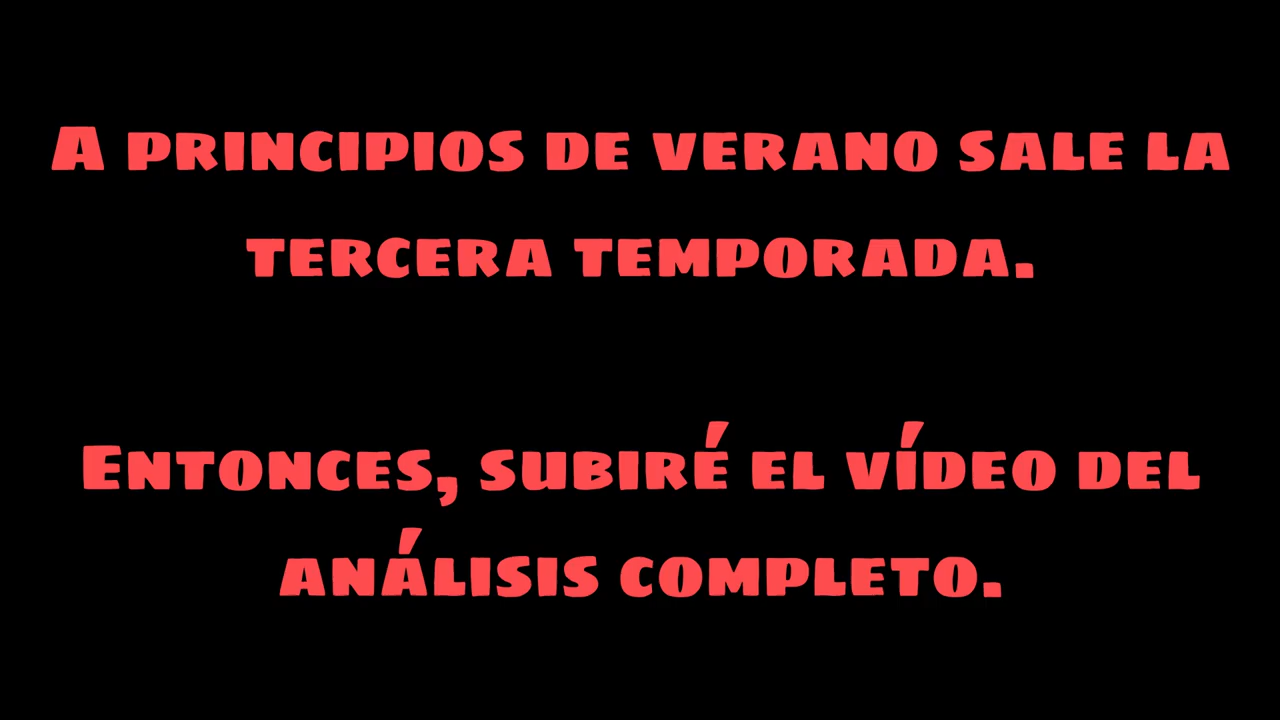 A principios de verano sale la
tercera temporada.
Entonces, subiré el vídeo del
análisis completo.